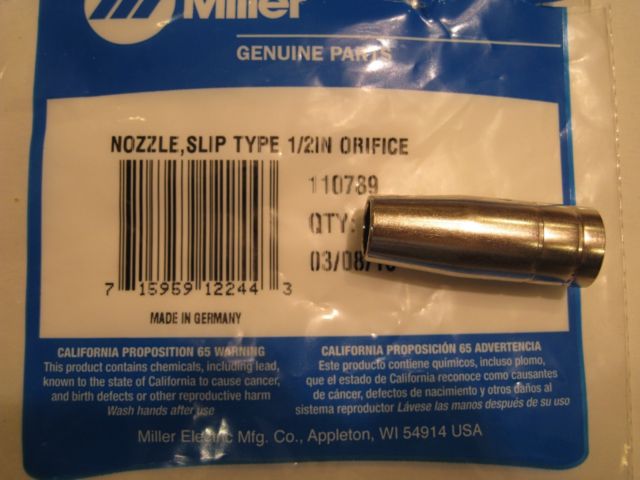 Miller
GENUINE PARTS
NOZZLE,SLIP TYPE 1/2IN ORIFICE
110789
QTY:
03/08/
7 15959 12244 3
MADE IN GERMANY
CALIFORNIA PROPOSITION 65 WARNING
This product contains chemicals, including lead,
known to the state of California to cause cancer,
and birth defects or other reproductive harm
Wash hands after use
CALIFORNIA PROPOSICIÓN 65 ADVERTENCIA
Este producto contiene químicos, incluso plomo,
que el estado de California reconoce como causantes
de cáncer, defectos de nacimiento y otros daños al
sistema reproductor Lávese las manos después de su uso
Miller Electric Mfg. Co., Appleton, WI 54914 USA